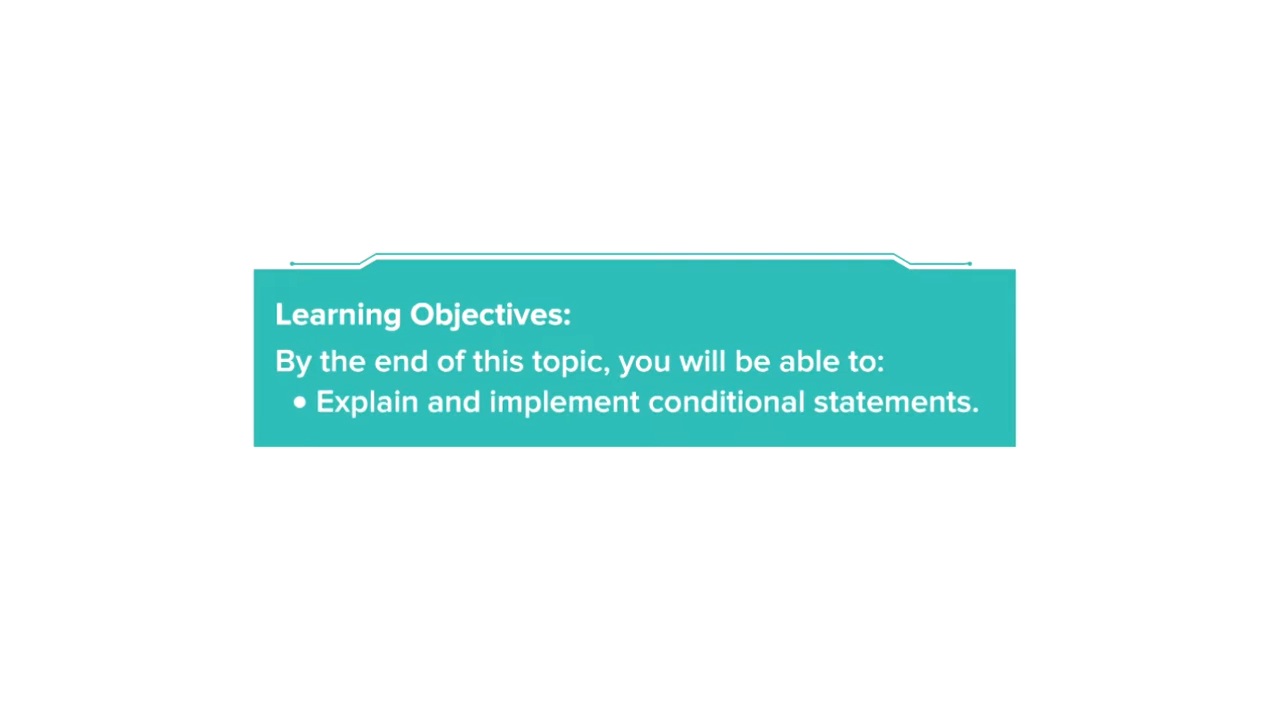 Learning Objectives:
By the end of this topic, you will be able to:
• Explain and implement conditional statements.